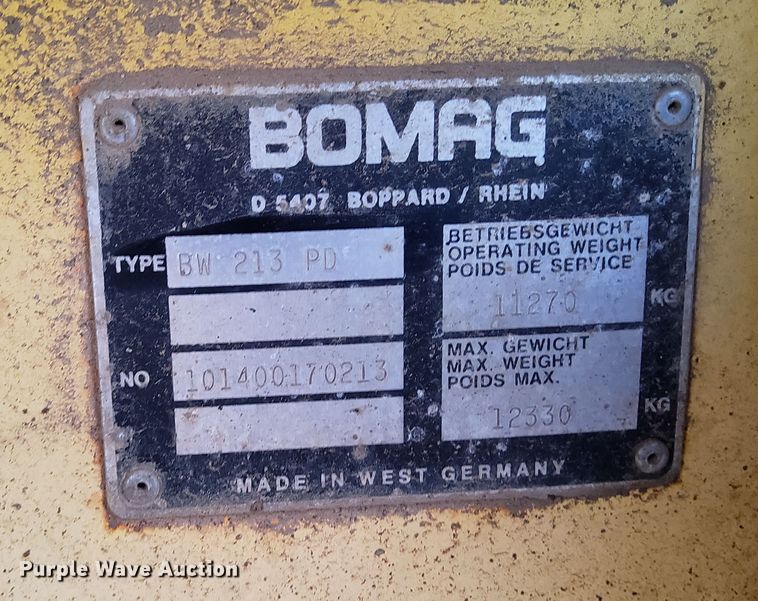 BOMAG
D 5407 BOPPARD / RHEIN
TYPE BW 213 PD
BETRIEBSGEWICHT
OPERATING WEIGHT
POIDS DE SERVICE
11270 KG
NO 101400170213
MAX. GEWICHT
MAX. WEIGHT
POIDS MAX.
12330 KG
MADE IN WEST GERMANY
Purple Wave Auction